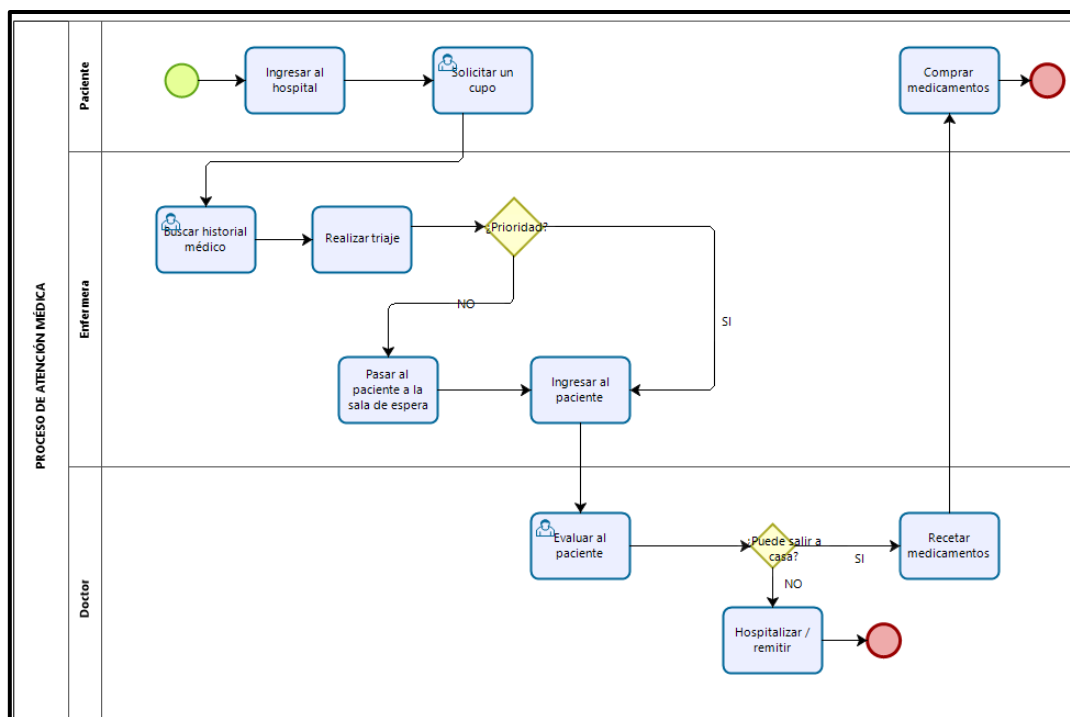 PROCESO DE ATENCIÓN MÉDICA
Paciente
Ingresar al
hospital
Solicitar un
cupo
Comprar
medicamentos
Enfermera
Buscar historial
médico
Realizar triaje
¿Prioridad?
NO
SI
Pasar al
paciente a la
sala de espera
Ingresar al
paciente
Doctor
Evaluar al
paciente
¿Puede salir a
casa?
SI
NO
Recetar
medicamentos
Hospitalizar /
remitir